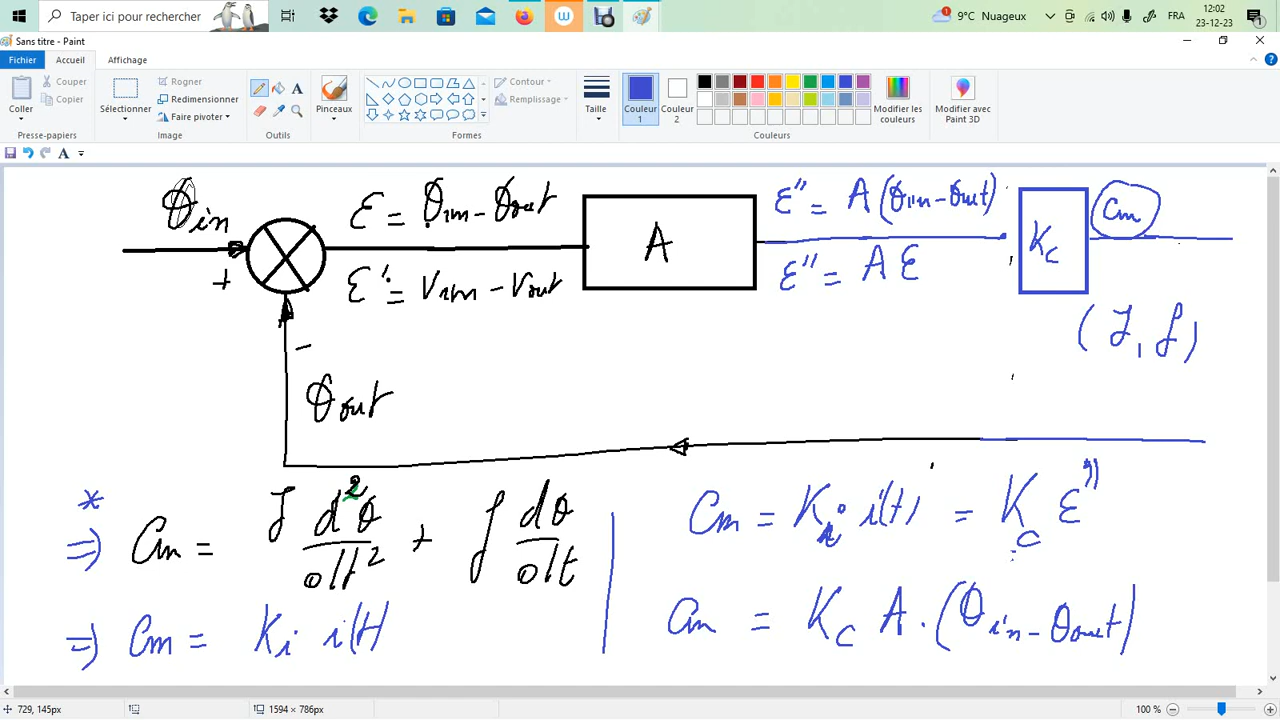 Taper ici pour rechercher
9°C Nuageux
FRA
12:02
23-12-23
Sans titre - Paint
Fichier Accueil Affichage
Coller
Couper
Copier
Presse-papiers
Sélectionner
Rogner
Redimensionner
Faire pivoter
Image
Outils
Pinceaux
Formes
Contour
Remplissage
Taille
Couleur 1
Couleur 2
Couleurs
Modifier les couleurs
Modifier avec Paint 3D
θin
+
-
ε = θin - θout
ε' = Vin - Vout
A
ε'' = A(θin - θout)
ε'' = A ε
Kc
Cm
(J, f)
θout
*
=> Cm = J d²θ/dt² + f dθ/dt
=> Cm = Ki i(t)
Cm = Ki i(t) = Kc ε''
Cm = Kc A . (θin - θout)
729, 145px
1594 × 786px
100 %